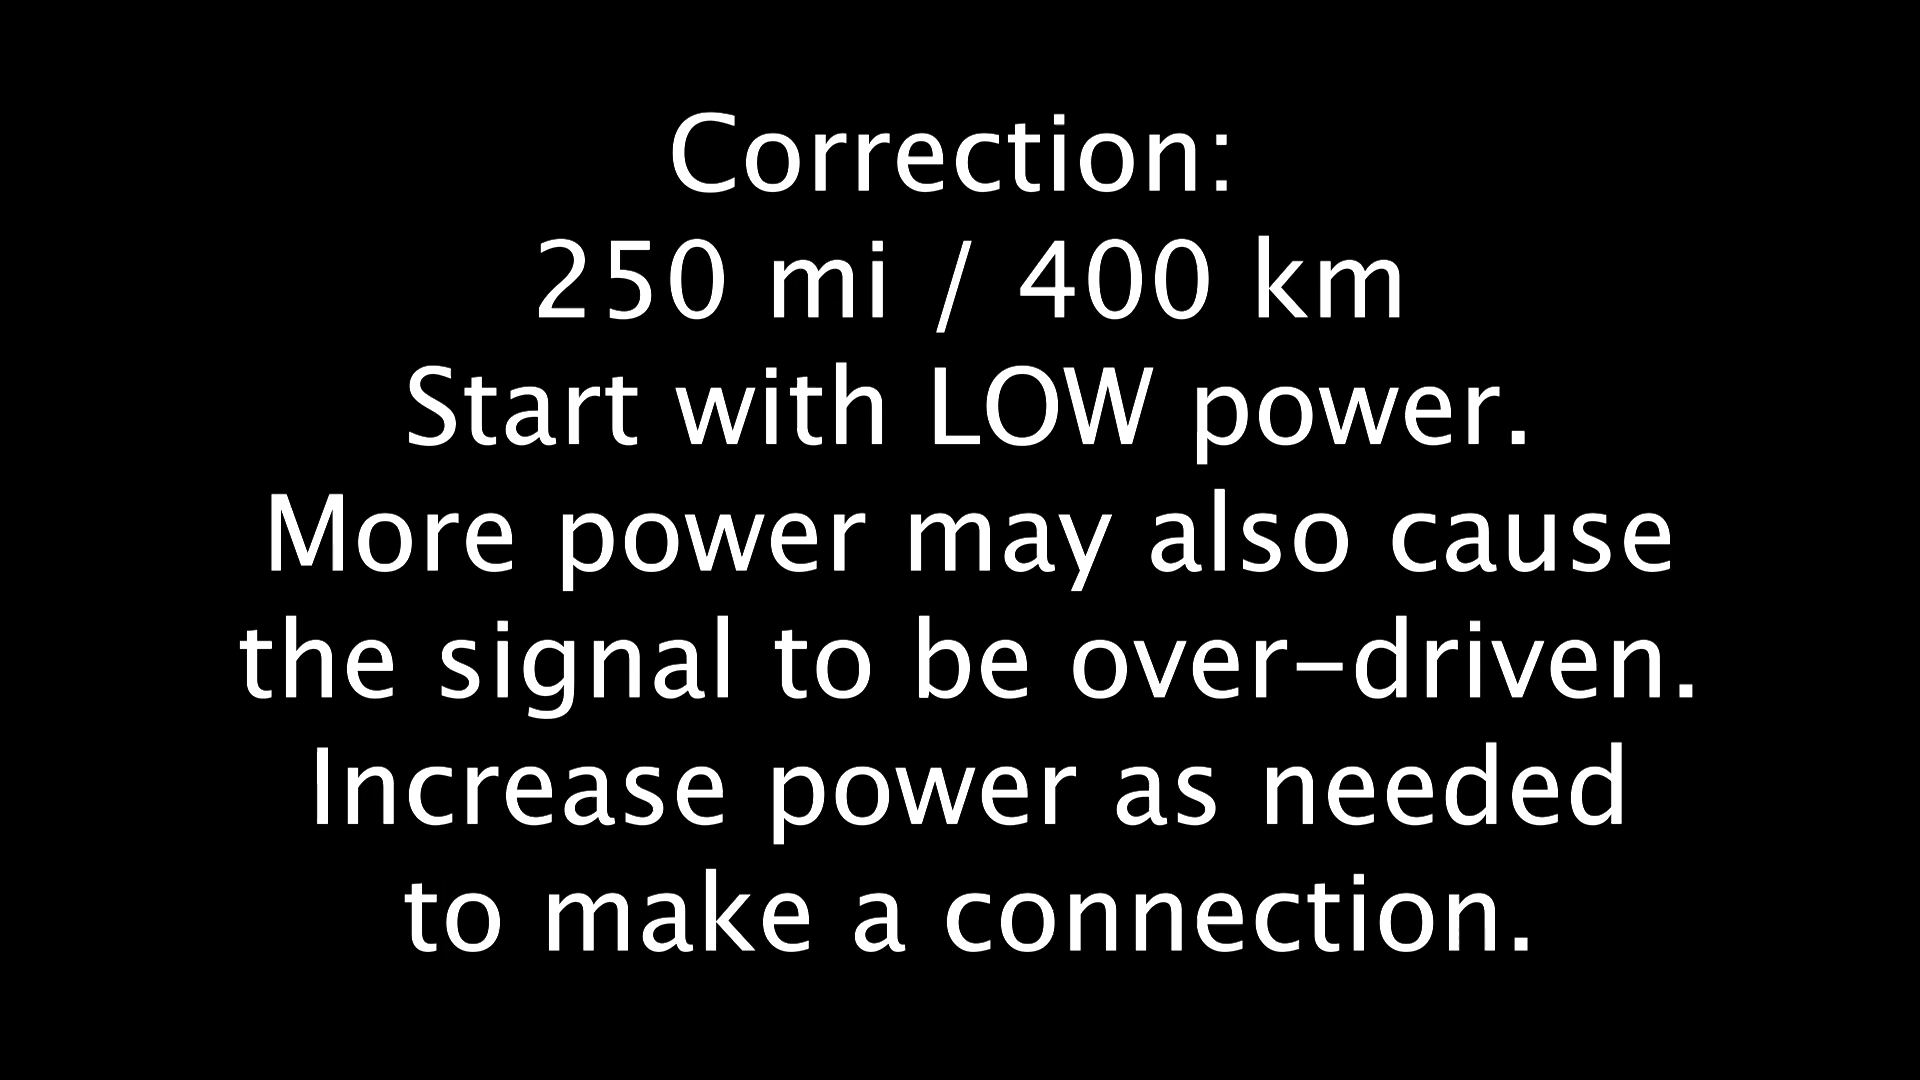 Correction:
250 mi / 400 km
Start with LOW power.
More power may also cause
the signal to be over-driven.
Increase power as needed
to make a connection.